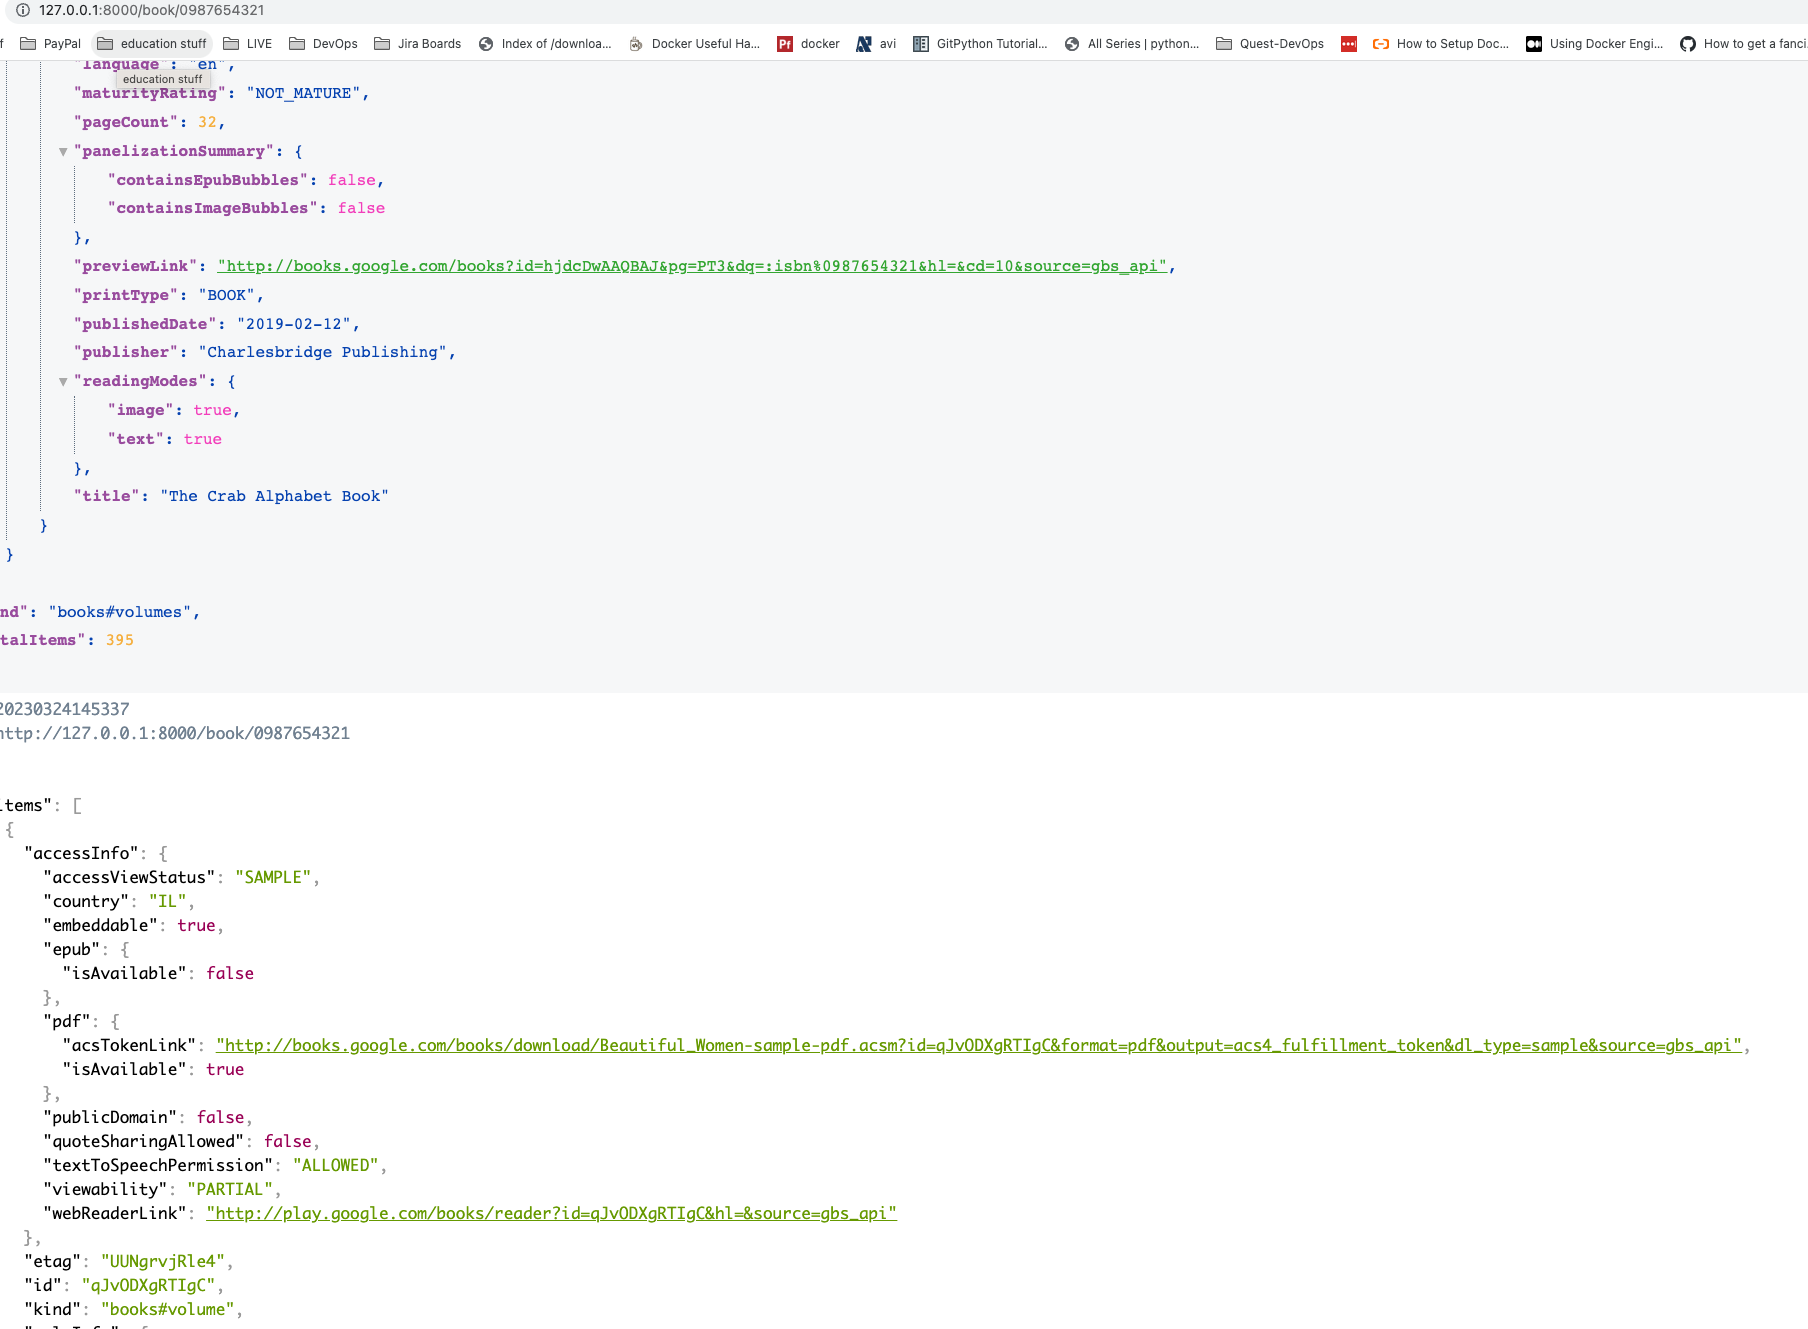 127.0.0.1:8000/book/0987654321
f PayPal education stuff LIVE DevOps Jira Boards Index of /downloa... Docker Useful Ha... docker avi GitPython Tutorial... All Series | python... Quest-DevOps How to Setup Doc... Using Docker Engi... How to get a fanci
"language": "en",
education stuff
"maturityRating": "NOT_MATURE",
"pageCount": 32,
"panelizationSummary": {
"containsEpubBubbles": false,
"containsImageBubbles": false
},
"previewLink": "http://books.google.com/books?id=hjdcDwAAQBAJ&pg=PT3&dq=:isbn%0987654321&hl=&cd=10&source=gbs_api",
"printType": "BOOK",
"publishedDate": "2019-02-12",
"publisher": "Charlesbridge Publishing",
"readingModes": {
"image": true,
"text": true
},
"title": "The Crab Alphabet Book"
}
}
nd": "books#volumes",
talItems": 395
20230324145337
http://127.0.0.1:8000/book/0987654321
items": [
{
"accessInfo": {
"accessViewStatus": "SAMPLE",
"country": "IL",
"embeddable": true,
"epub": {
"isAvailable": false
},
"pdf": {
"acsTokenLink": "http://books.google.com/books/download/Beautiful_Women-sample-pdf.acsm?id=qJvODXgRTIgC&format=pdf&output=acs4_fulfillment_token&dl_type=sample&source=gbs_api",
"isAvailable": true
},
"publicDomain": false,
"quoteSharingAllowed": false,
"textToSpeechPermission": "ALLOWED",
"viewability": "PARTIAL",
"webReaderLink": "http://play.google.com/books/reader?id=qJvODXgRTIgC&hl=&source=gbs_api"
},
"etag": "UUNgrvjRle4",
"id": "qJvODXgRTIgC",
"kind": "books#volume",